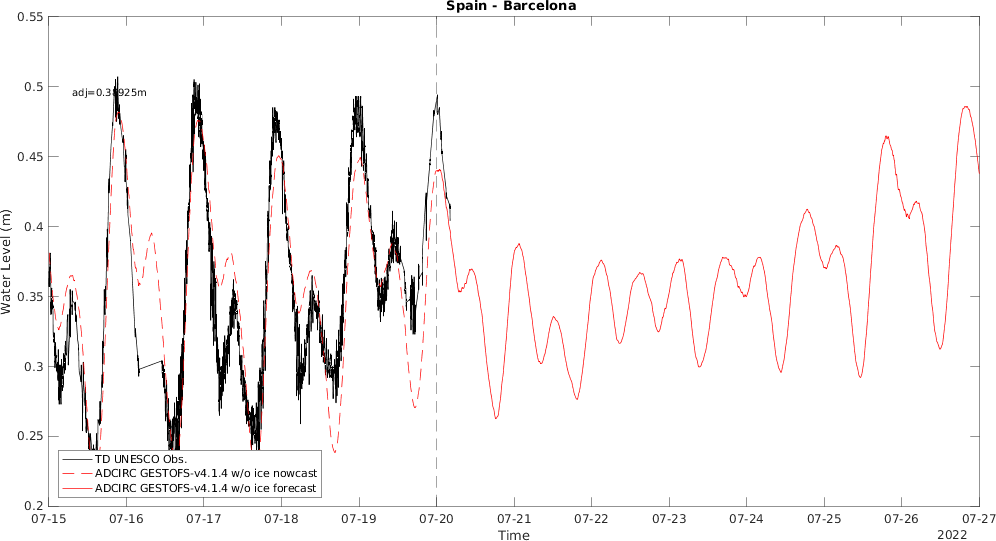 Spain - Barcelona
0.55
0.5
0.45
0.4
0.35
0.3
0.25
0.2
Water Level (m)
adj=0.38925m
TD UNESCO Obs.
ADCIRC GESTOFS-v4.1.4 w/o ice nowcast
ADCIRC GESTOFS-v4.1.4 w/o ice forecast
07-15 07-16 07-17 07-18 07-19 07-20 07-21 07-22 07-23 07-24 07-25 07-26 07-27
Time
2022